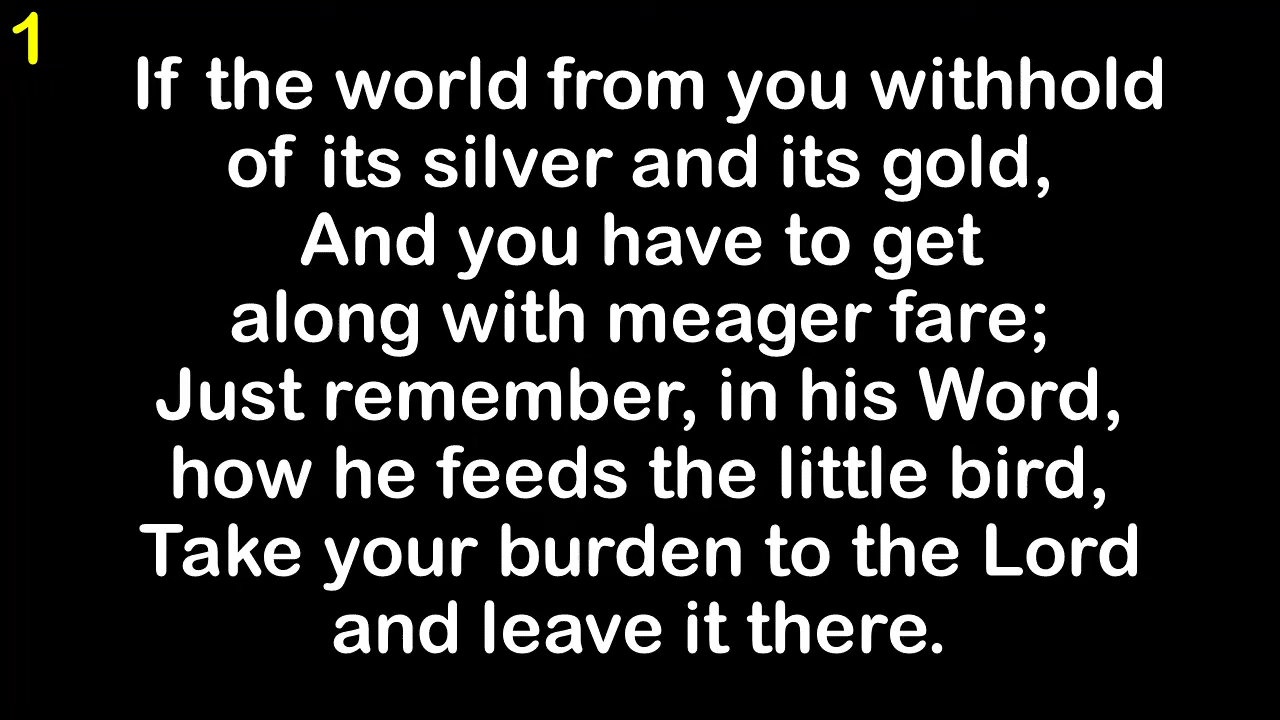 1
If the world from you withhold
of its silver and its gold,
And you have to get
along with meager fare;
Just remember, in his Word,
how he feeds the little bird,
Take your burden to the Lord
and leave it there.